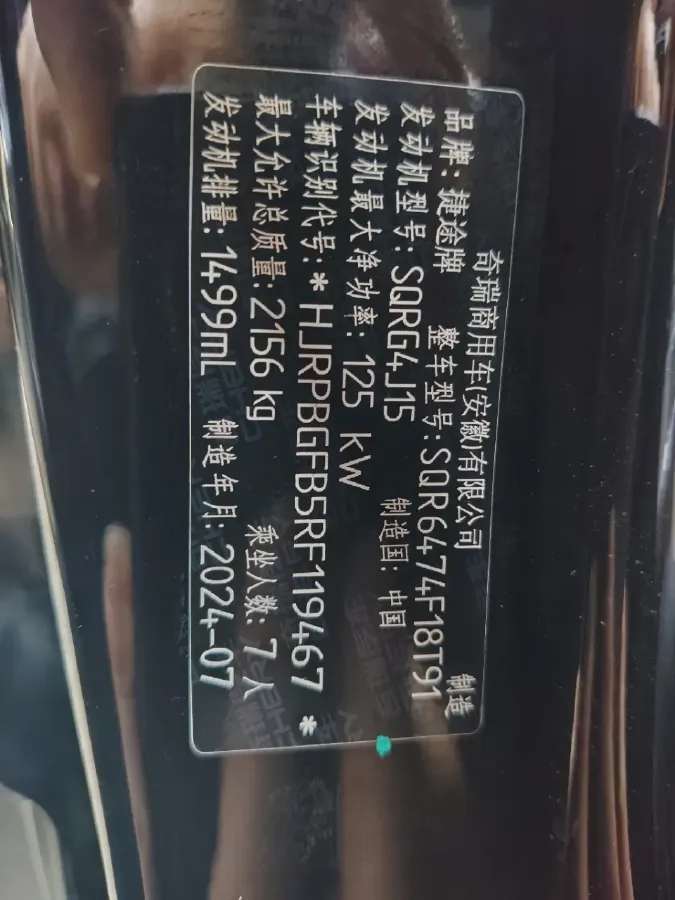 奇瑞商用车(安徽)有限公司 制造
品牌: 捷途牌 整车型号:SQR6474F18T91
发动机型号: SQRG4J15 制造国: 中国
发动机最大净功率: 125 kW
车辆识别代号:*HJRPBGFB5RF119467*
最大允许总质量: 2156 kg 乘坐人数: 7人
发动机排量: 1499mL 制造年月: 2024-07